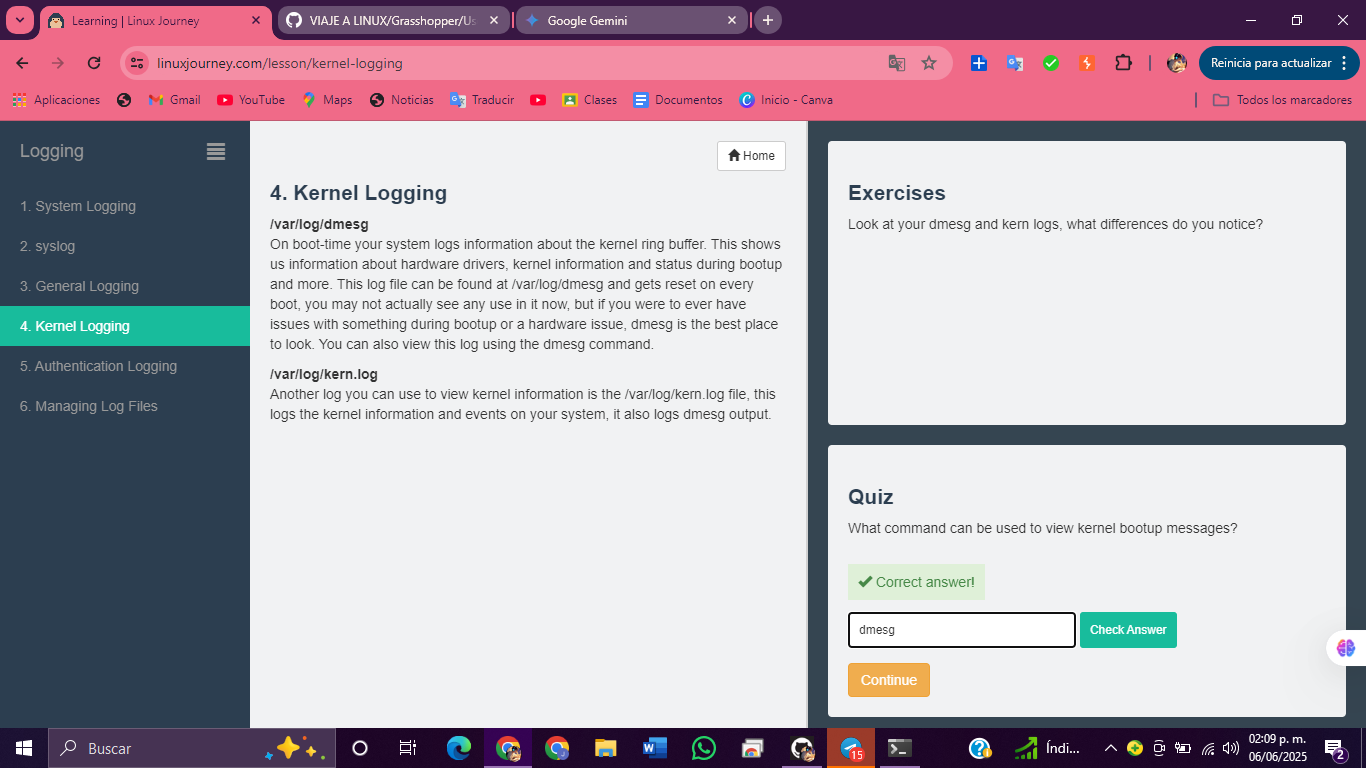 Learning | Linux Journey
VIAJE A LINUX/Grasshopper/Us
Google Gemini
linuxjourney.com/lesson/kernel-logging
Reinicia para actualizar
Aplicaciones
Gmail
YouTube
Maps
Noticias
Traducir
Clases
Documentos
Inicio - Canva
Todos los marcadores
Logging
1. System Logging
2. syslog
3. General Logging
4. Kernel Logging
5. Authentication Logging
6. Managing Log Files
Home
4. Kernel Logging
/var/log/dmesg
On boot-time your system logs information about the kernel ring buffer. This shows
us information about hardware drivers, kernel information and status during bootup
and more. This log file can be found at /var/log/dmesg and gets reset on every
boot, you may not actually see any use in it now, but if you were to ever have
issues with something during bootup or a hardware issue, dmesg is the best place
to look. You can also view this log using the dmesg command.
/var/log/kern.log
Another log you can use to view kernel information is the /var/log/kern.log file, this
logs the kernel information and events on your system, it also logs dmesg output.
Exercises
Look at your dmesg and kern logs, what differences do you notice?
Quiz
What command can be used to view kernel bootup messages?
Correct answer!
dmesg
Check Answer
Continue
Buscar
15
Índi...
02:09 p. m.
06/06/2025
2